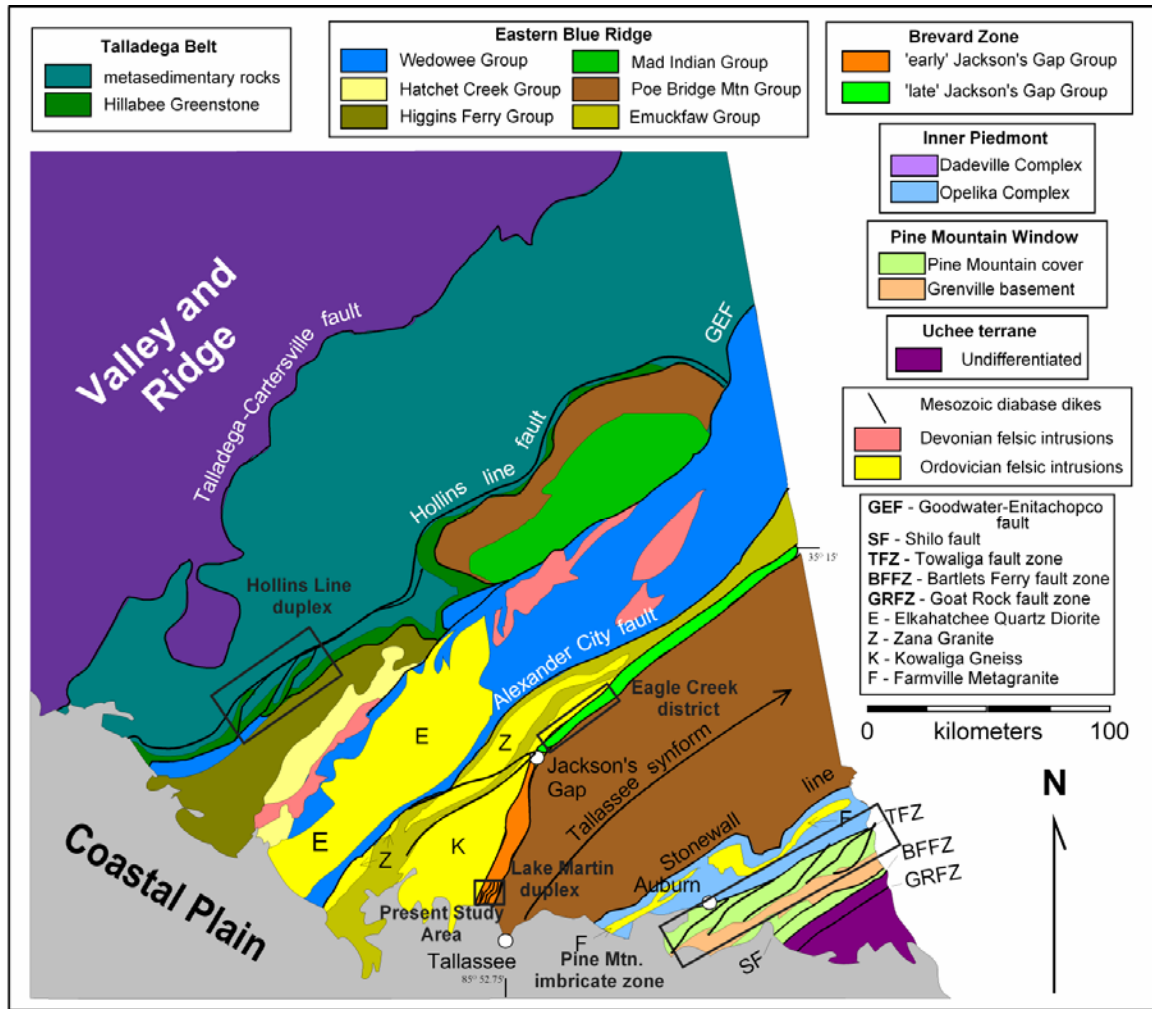 Talladega Belt
metasedimentary rocks
Hillabee Greenstone
Eastern Blue Ridge
Wedowee Group
Hatchet Creek Group
Higgins Ferry Group
Mad Indian Group
Poe Bridge Mtn Group
Emuckfaw Group
Brevard Zone
'early' Jackson's Gap Group
'late' Jackson's Gap Group
Inner Piedmont
Dadeville Complex
Opelika Complex
Pine Mountain Window
Pine Mountain cover
Grenville basement
Uchee terrane
Undifferentiated
Mesozoic diabase dikes
Devonian felsic intrusions
Ordovician felsic intrusions
GEF - Goodwater-Enitachopco
fault
SF - Shilo fault
TFZ - Towaliga fault zone
BFFZ - Bartlets Ferry fault zone
GRFZ - Goat Rock fault zone
E - Elkahatchee Quartz Diorite
Z - Zana Granite
K - Kowaliga Gneiss
F - Farmville Metagranite
0
100
kilometers
N
Valley and
Ridge
Talladega-Cartersville fault
GEF
Hollins line fault
35° 15'
Hollins Line
duplex
Alexander City fault
Eagle Creek
district
E
Z
Jackson's
Gap
Tallassee synform
E
Z
K
Stonewall line
F
TFZ
BFFZ
GRFZ
Lake Martin
duplex
Auburn
Present Study
Area
Coastal Plain
F
SF
Tallassee
Pine Mtn.
imbricate zone
85° 52.75'